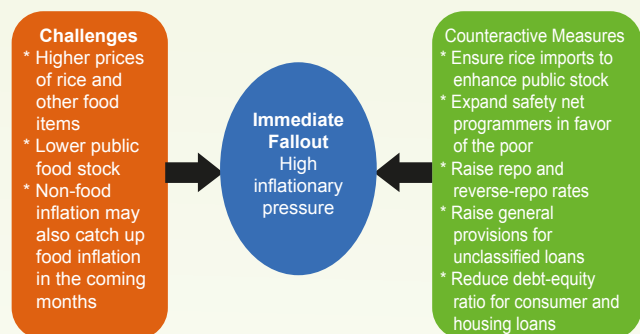 Challenges
* Higher prices
of rice and
other food
items
* Lower public
food stock
* Non-food
inflation may
also catch up
food inflation
in the coming
months
Immediate
Fallout
High
inflationary
pressure
Counteractive Measures
* Ensure rice imports to
enhance public stock
* Expand safety net
programmers in favor
of the poor
* Raise repo and
reverse-repo rates
* Raise general
provisions for
unclassified loans
* Reduce debt-equity
ratio for consumer and
housing loans